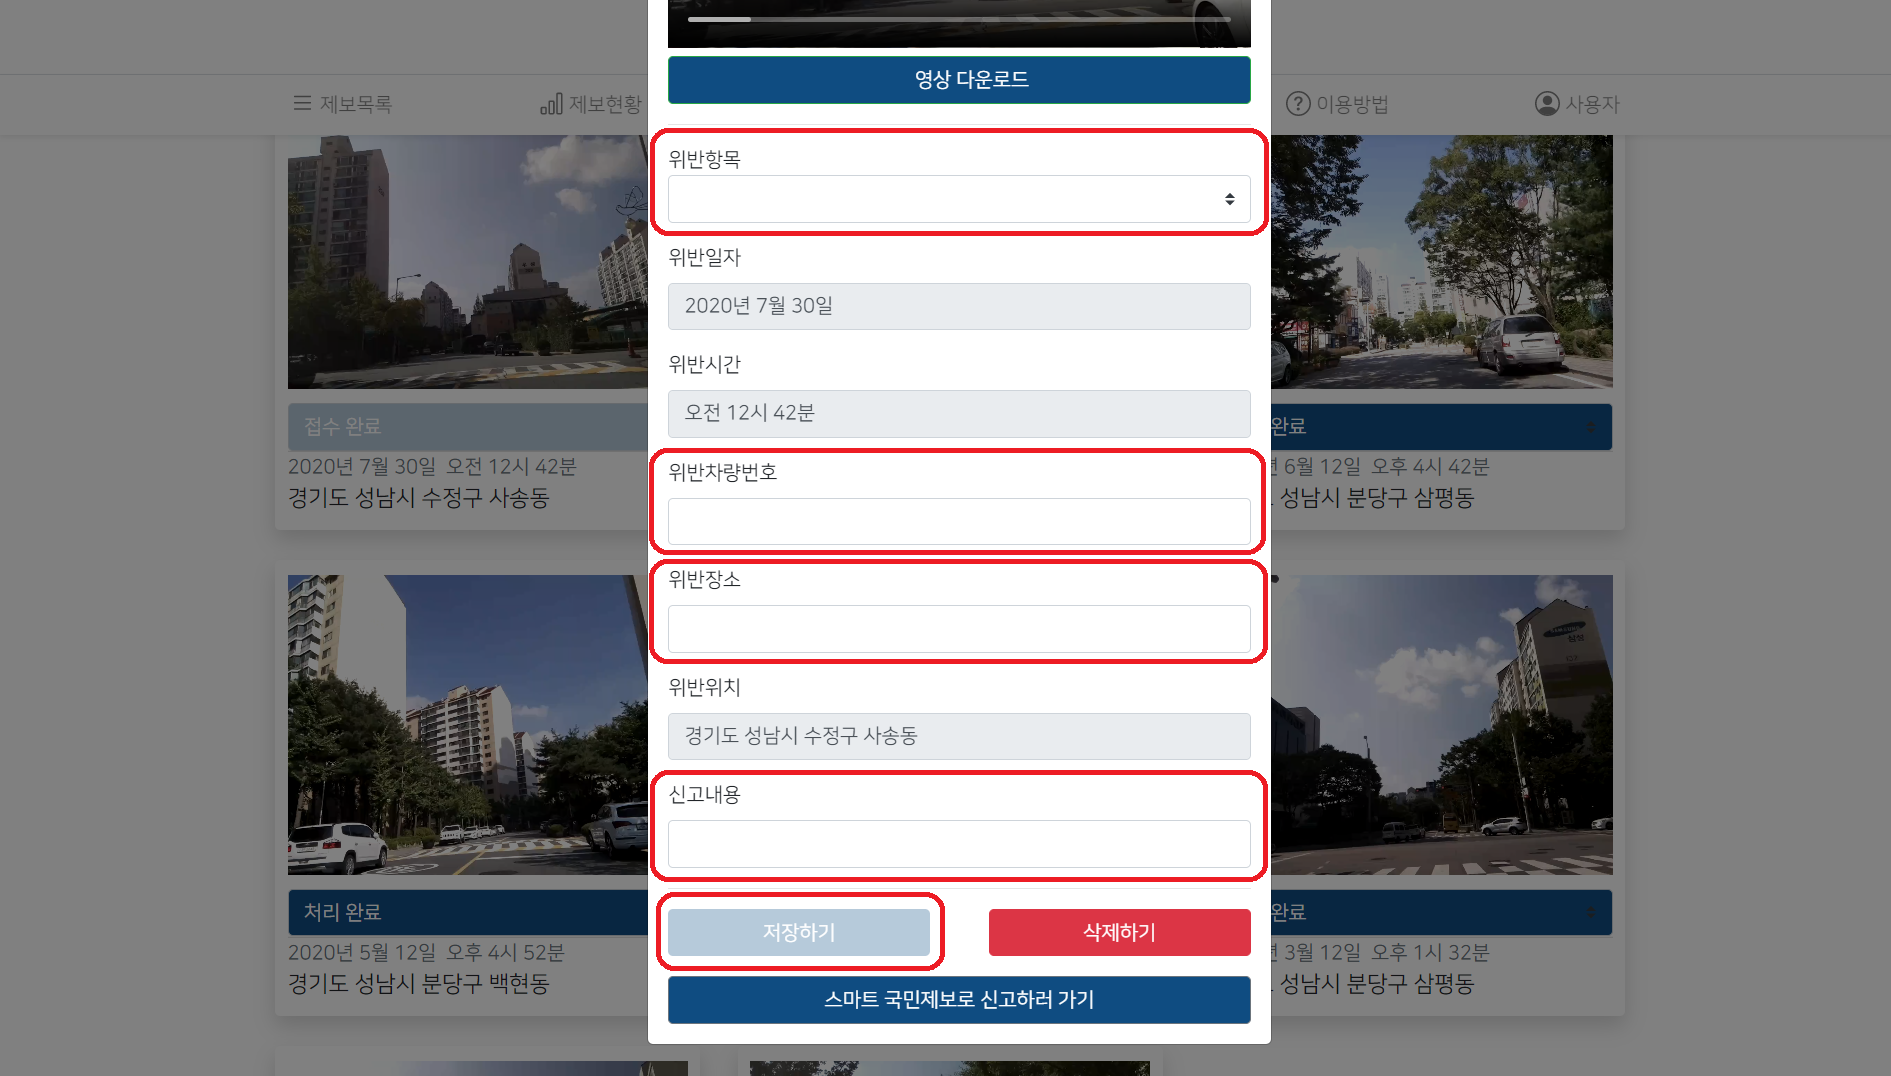 영상 다운로드
제보목록
제보현황
이용방법
사용자
위반항목
위반일자
2020년 7월 30일
위반시간
오전 12시 42분
위반차량번호
위반장소
위반위치
경기도 성남시 수정구 사송동
신고내용
저장하기
삭제하기
스마트 국민제보로 신고하러 가기
접수 완료
2020년 7월 30일 오전 12시 42분
경기도 성남시 수정구 사송동
완료
6월 12일 오후 4시 42분
성남시 분당구 삼평동
처리 완료
2020년 5월 12일 오후 4시 52분
경기도 성남시 분당구 백현동
완료
3월 12일 오후 1시 32분
성남시 분당구 삼평동